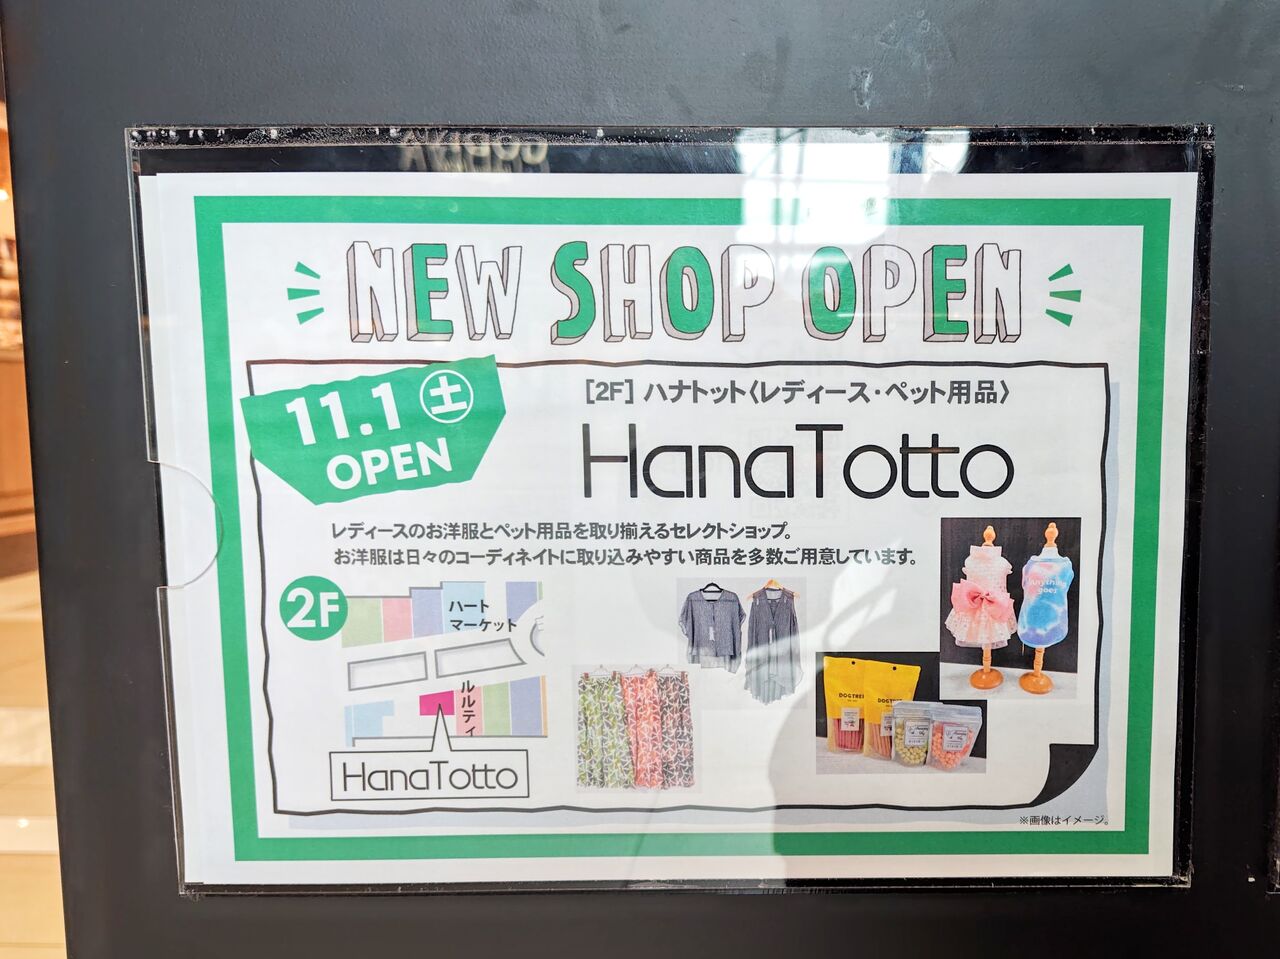 NEW SHOP OPEN
11.1 土
OPEN
[2F] ハナトット〈レディース・ペット用品〉
HanaTotto
レディースのお洋服とペット用品を取り揃えるセレクトショップ。
お洋服は日々のコーディネイトに取り込みやすい商品を多数ご用意しています。
2F
ハート
マーケット
ルルティ
HanaTotto
Anything
goes
DOGTREE
※画像はイメージ。